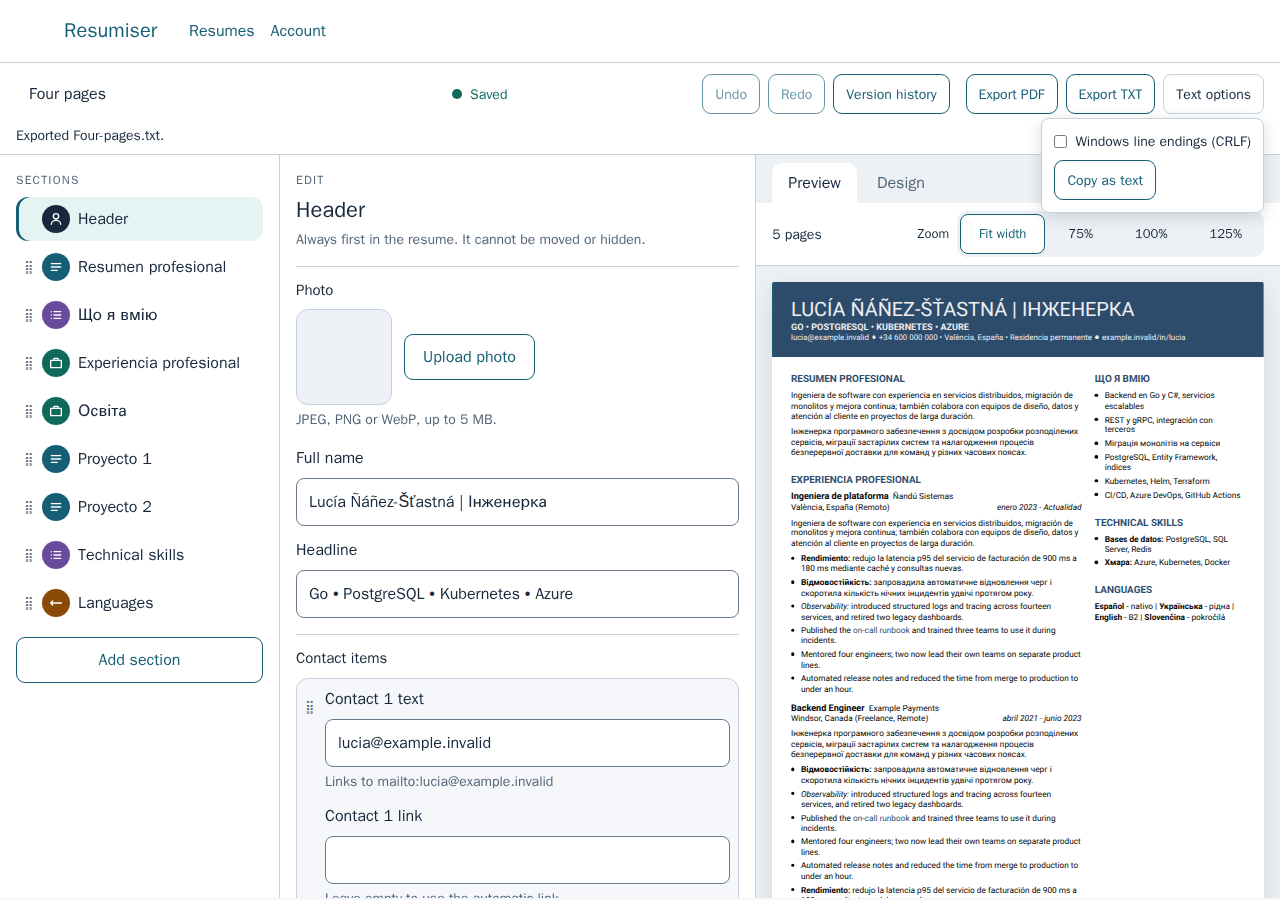 Resumiser Resumes Account
Four pages Saved Undo Redo Version history Export PDF Export TXT Text options
Exported Four-pages.txt.
Windows line endings (CRLF)
Copy as text
SECTIONS
Header
Resumen profesional
Що я вмію
Experiencia profesional
Освіта
Proyecto 1
Proyecto 2
Technical skills
Languages
Add section
EDIT
Header
Always first in the resume. It cannot be moved or hidden.
Photo
Upload photo
JPEG, PNG or WebP, up to 5 MB.
Full name
Lucía Ñáñez-Šťastná | Інженерка
Headline
Go • PostgreSQL • Kubernetes • Azure
Contact items
Contact 1 text
lucia@example.invalid
Links to mailto:lucia@example.invalid
Contact 1 link
Leave empty to use the automatic link
Preview Design
5 pages Zoom Fit width 75% 100% 125%
LUCÍA ÑÁÑEZ-ŠŤASTNÁ | ІНЖЕНЕРКА
GO • POSTGRESQL • KUBERNETES • AZURE
lucia@example.invalid • +34 600 000 000 • València, España • Residencia permanente • example.invalid/in/lucia
RESUMEN PROFESIONAL
Ingeniera de software con experiencia en servicios distribuidos, migración de
monolitos y mejora continua; también colabora con equipos de diseño, datos y
atención al cliente en proyectos de larga duración.
Інженерка програмного забезпечення з досвідом розробки розподілених
сервісів, міграції застарілих систем та налагодження процесів
безперервної доставки для команд у різних часових поясах.
EXPERIENCIA PROFESIONAL
Ingeniera de plataforma Ñandú Sistemas
València, España (Remoto) enero 2023 - Actualidad
Ingeniera de software con experiencia en servicios distribuidos, migración de
monolitos y mejora continua; también colabora con equipos de diseño, datos y
atención al cliente en proyectos de larga duración.
• Rendimiento: redujo la latencia p95 del servicio de facturación de 900 ms a
180 ms mediante caché y consultas nuevas.
• Відмовостійкість: запровадила автоматичне відновлення черг і
скоротила кількість нічних інцидентів удвічі протягом року.
• Observability: introduced structured logs and tracing across fourteen
services, and retired two legacy dashboards.
• Published the on-call runbook and trained three teams to use it during
incidents.
• Mentored four engineers; two now lead their own teams on separate product
lines.
• Automated release notes and reduced the time from merge to production to
under an hour.
Backend Engineer Example Payments
Windsor, Canada (Freelance, Remote) abril 2021 - junio 2023
Інженерка програмного забезпечення з досвідом розробки розподілених
сервісів, міграції застарілих систем та налагодження процесів
безперервної доставки для команд у різних часових поясах.
• Відмовостійкість: запровадила автоматичне відновлення черг і
скоротила кількість нічних інцидентів удвічі протягом року.
• Observability: introduced structured logs and tracing across fourteen
services, and retired two legacy dashboards.
• Published the on-call runbook and trained three teams to use it during
incidents.
• Mentored four engineers; two now lead their own teams on separate product
lines.
• Automated release notes and reduced the time from merge to production to
under an hour.
• Rendimiento: redujo la latencia p95 del servicio de facturación de 900 ms a
ЩО Я ВМІЮ
• Backend en Go y C#, servicios
escalables
• REST y gRPC, integración con
terceros
• Міграція монолітів на сервіси
• PostgreSQL, Entity Framework,
índices
• Kubernetes, Helm, Terraform
• CI/CD, Azure DevOps, GitHub Actions
TECHNICAL SKILLS
• Bases de datos: PostgreSQL, SQL
Server, Redis
• Хмара: Azure, Kubernetes, Docker
LANGUAGES
Español - nativo | Українська - рідна |
English - B2 | Slovenčina - pokročilá